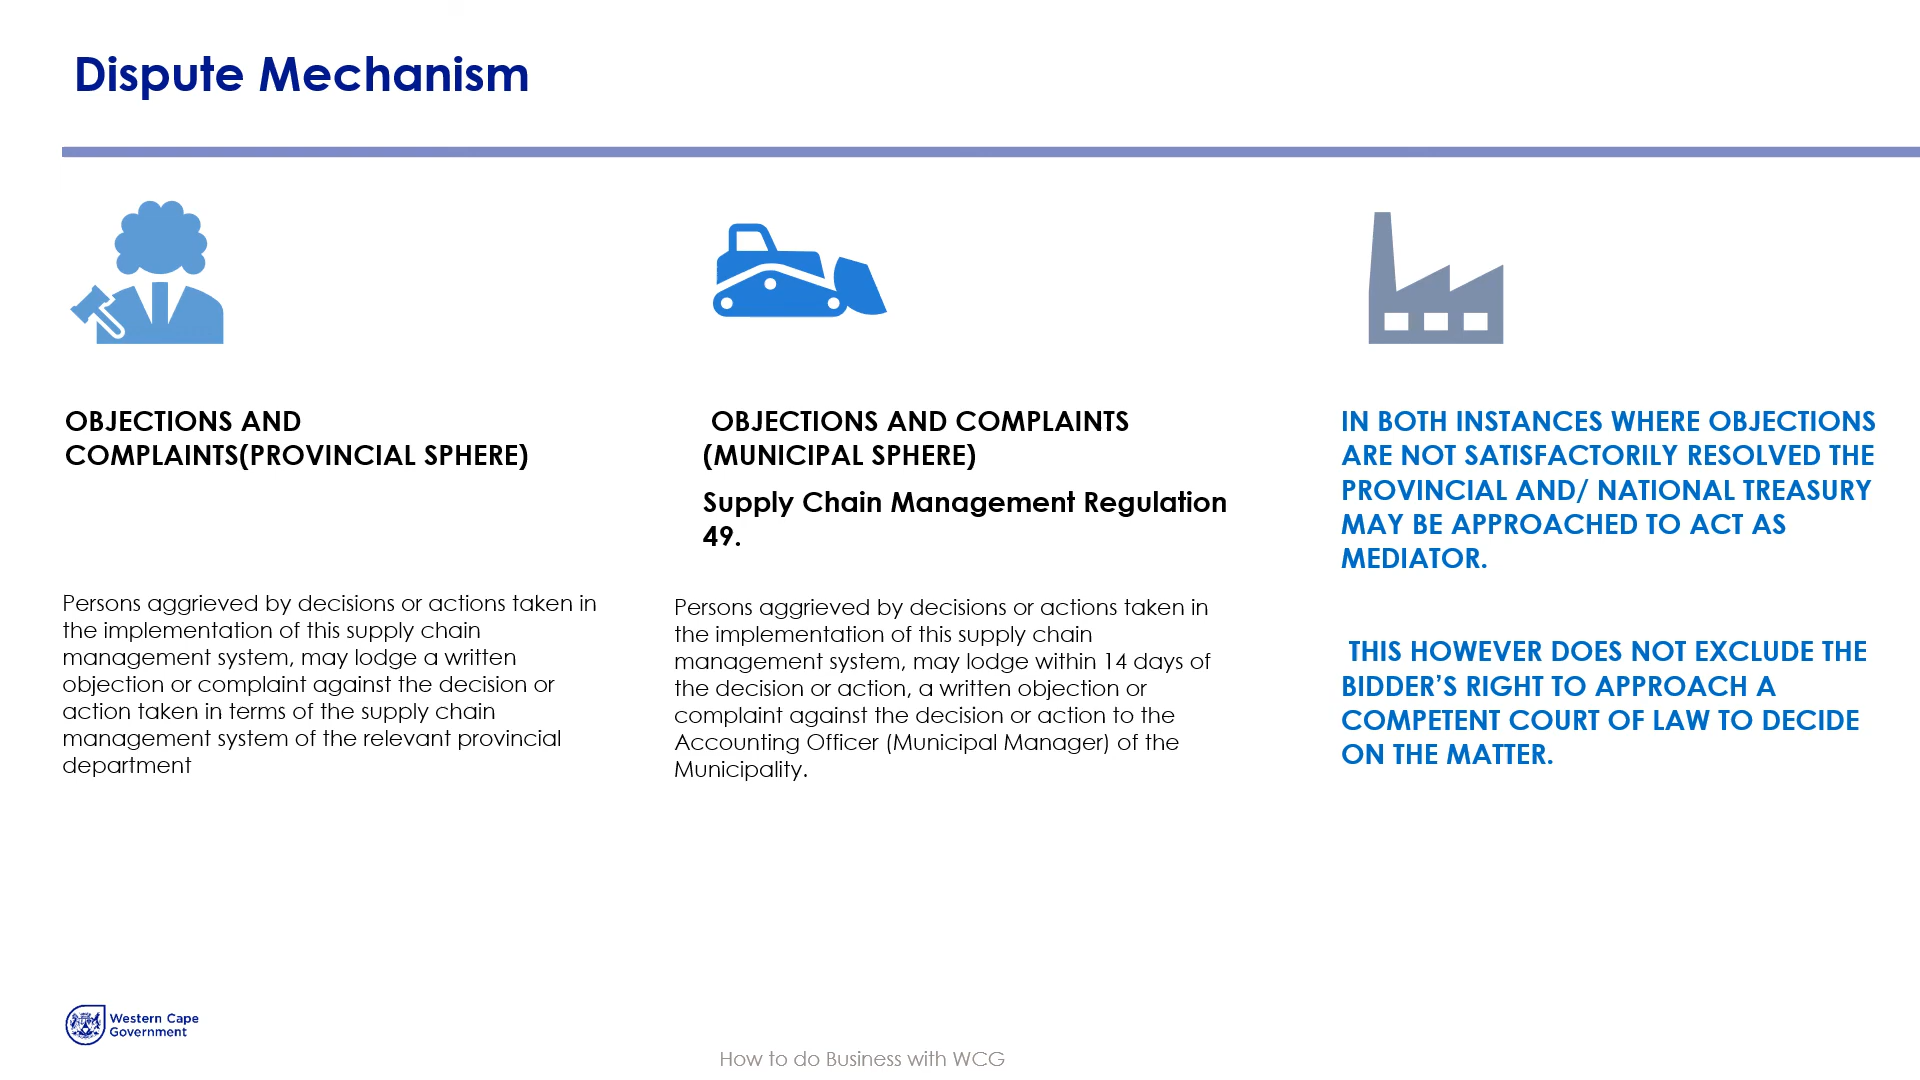 Dispute Mechanism
OBJECTIONS AND
COMPLAINTS(PROVINCIAL SPHERE)
Persons aggrieved by decisions or actions taken in
the implementation of this supply chain
management system, may lodge a written
objection or complaint against the decision or
action taken in terms of the supply chain
management system of the relevant provincial
department
OBJECTIONS AND COMPLAINTS
(MUNICIPAL SPHERE)
Supply Chain Management Regulation
49.
Persons aggrieved by decisions or actions taken in
the implementation of this supply chain
management system, may lodge within 14 days of
the decision or action, a written objection or
complaint against the decision or action to the
Accounting Officer (Municipal Manager) of the
Municipality.
IN BOTH INSTANCES WHERE OBJECTIONS
ARE NOT SATISFACTORILY RESOLVED THE
PROVINCIAL AND/ NATIONAL TREASURY
MAY BE APPROACHED TO ACT AS
MEDIATOR.
THIS HOWEVER DOES NOT EXCLUDE THE
BIDDER’S RIGHT TO APPROACH A
COMPETENT COURT OF LAW TO DECIDE
ON THE MATTER.
Western Cape
Government
How to do Business with WCG